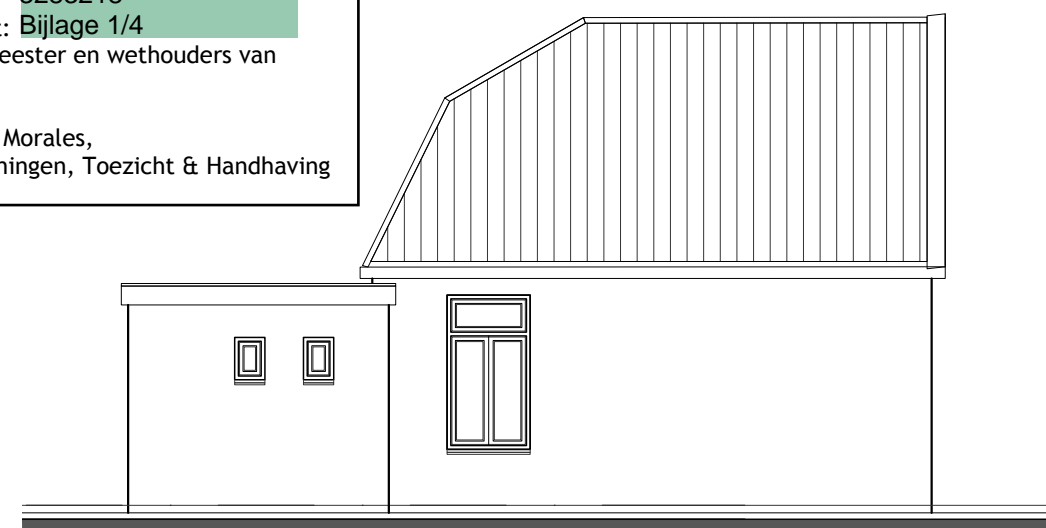 Bijlage 1/4
eester en wethouders van
Morales,
ningen, Toezicht & Handhaving